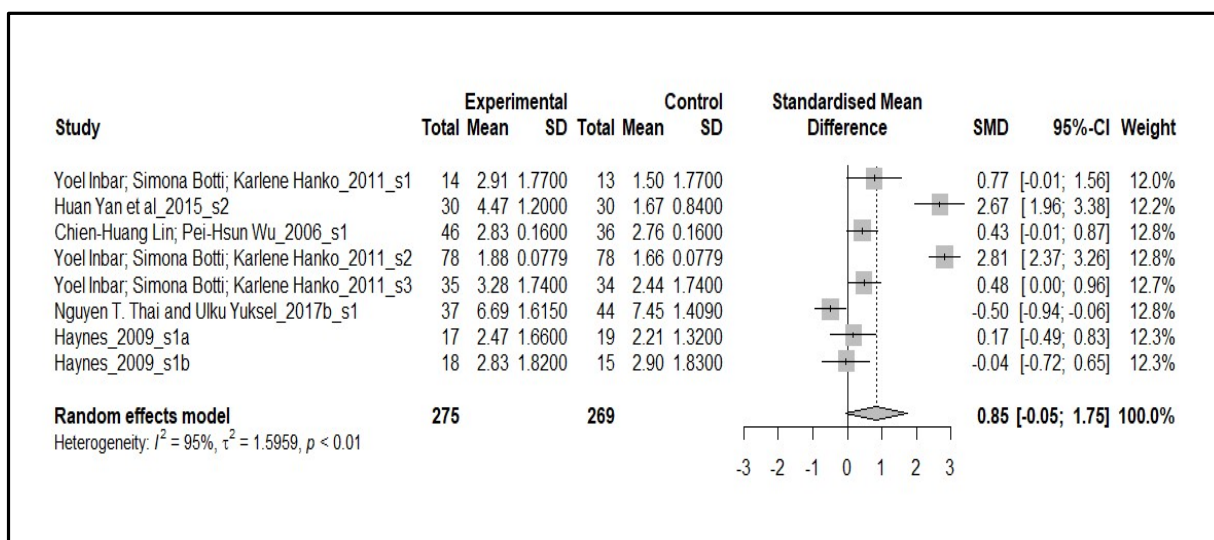 Experimental Control Standardised Mean
Study Total Mean SD Total Mean SD Difference SMD 95%-CI Weight
Yoel Inbar; Simona Botti; Karlene Hanko_2011_s1 14 2.91 1.7700 13 1.50 1.7700 0.77 [-0.01; 1.56] 12.0%
Huan Yan et al_2015_s2 30 4.47 1.2000 30 1.67 0.8400 2.67 [ 1.96; 3.38] 12.2%
Chien-Huang Lin; Pei-Hsun Wu_2006_s1 46 2.83 0.1600 36 2.76 0.1600 0.43 [-0.01; 0.87] 12.8%
Yoel Inbar; Simona Botti; Karlene Hanko_2011_s2 78 1.88 0.0779 78 1.66 0.0779 2.81 [ 2.37; 3.26] 12.8%
Yoel Inbar; Simona Botti; Karlene Hanko_2011_s3 35 3.28 1.7400 34 2.44 1.7400 0.48 [ 0.00; 0.96] 12.7%
Nguyen T. Thai and Ulku Yuksel_2017b_s1 37 6.69 1.6150 44 7.45 1.4090 -0.50 [-0.94; -0.06] 12.8%
Haynes_2009_s1a 17 2.47 1.6600 19 2.21 1.3200 0.17 [-0.49; 0.83] 12.3%
Haynes_2009_s1b 18 2.83 1.8200 15 2.90 1.8300 -0.04 [-0.72; 0.65] 12.3%
Random effects model 275 269 0.85 [-0.05; 1.75] 100.0%
Heterogeneity: I² = 95%, τ² = 1.5959, p < 0.01
-3 -2 -1 0 1 2 3